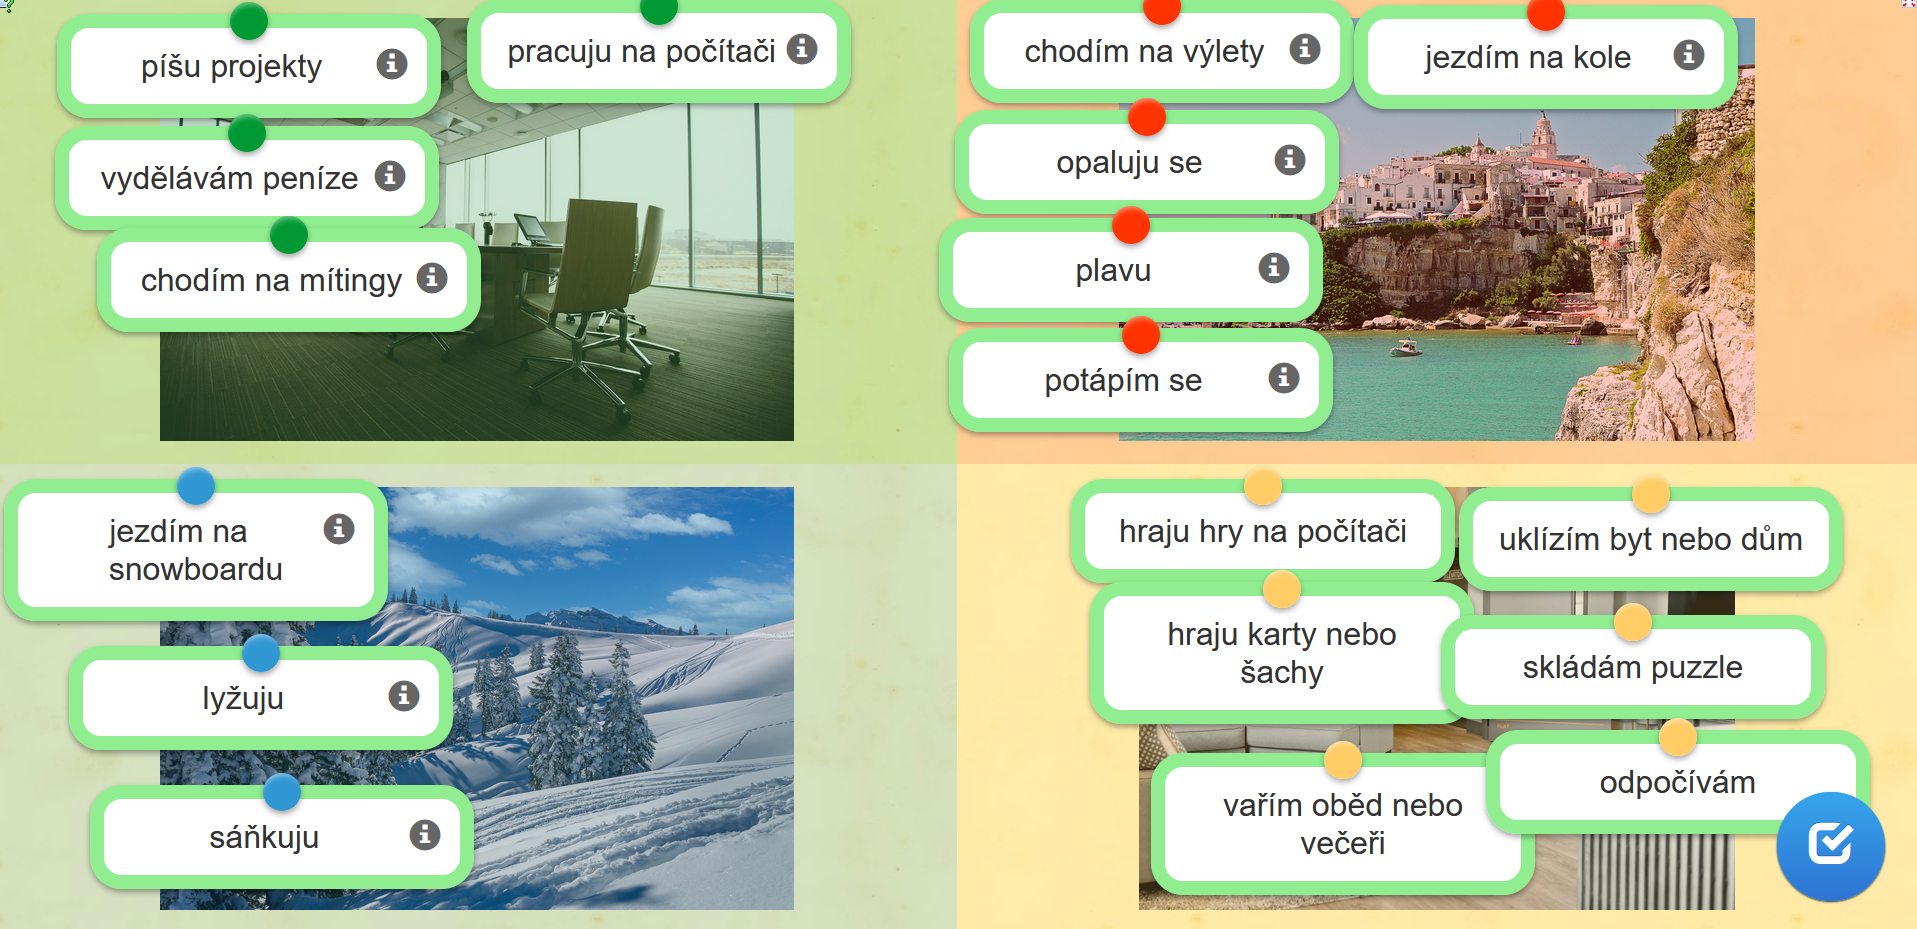 píšu projekty
pracuju na počítači
vydělávám peníze
chodím na mítingy
chodím na výlety
jezdím na kole
opaluju se
plavu
potápím se
jezdím na
snowboardu
lyžuju
sáňkuju
hraju hry na počítači
uklízím byt nebo dům
hraju karty nebo
šachy
skládám puzzle
vařím oběd nebo
večeři
odpočívám